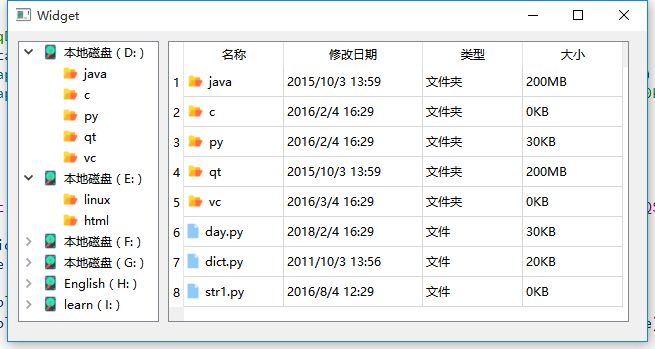 Widget
本地磁盘 ( D: )
java
c
py
qt
vc
本地磁盘 ( E: )
linux
html
本地磁盘 ( F: )
本地磁盘 ( G: )
English ( H: )
learn ( I: )
名称 修改日期 类型 大小
1 java 2015/10/3 13:59 文件夹 200MB
2 c 2016/2/4 16:29 文件夹 0KB
3 py 2016/2/4 16:29 文件夹 30KB
4 qt 2015/10/3 13:59 文件夹 200MB
5 vc 2016/3/4 16:29 文件夹 0KB
6 day.py 2018/2/4 16:29 文件 30KB
7 dict.py 2011/10/3 13:56 文件 20KB
8 str1.py 2016/8/4 12:29 文件 0KB